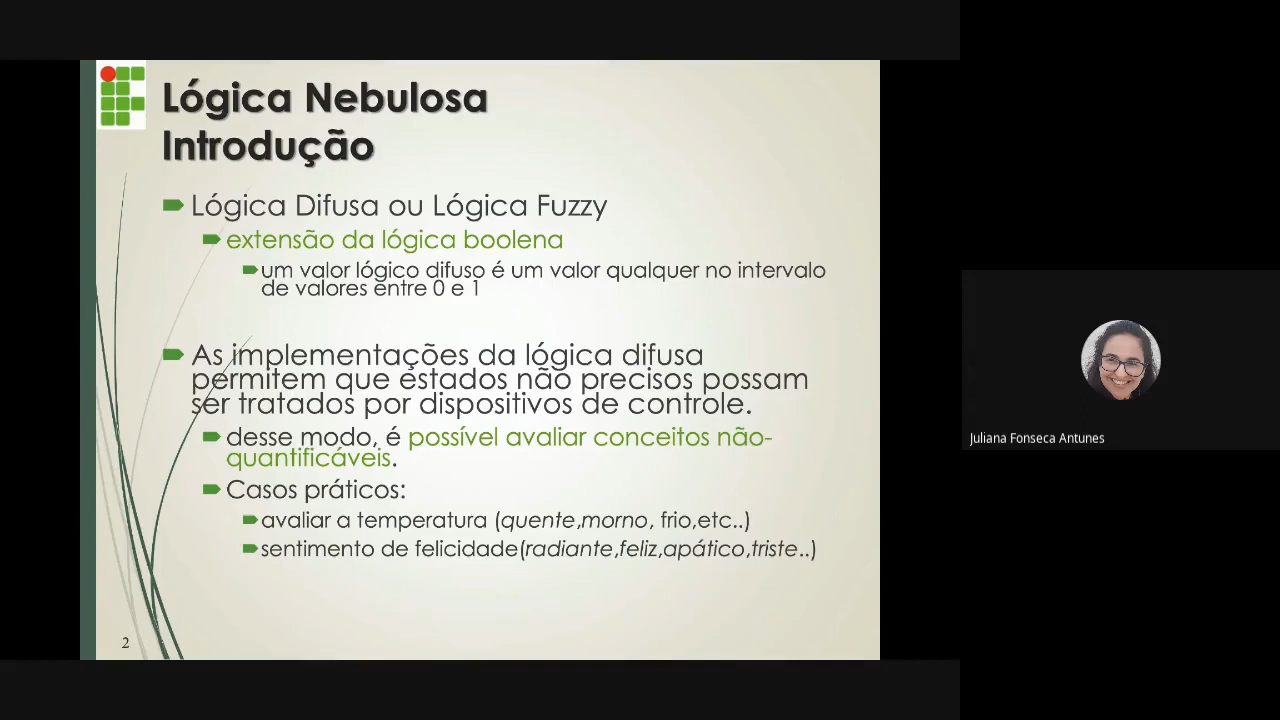 Lógica Nebulosa
Introdução
Lógica Difusa ou Lógica Fuzzy
extensão da lógica boolena
um valor lógico difuso é um valor qualquer no intervalo
de valores entre 0 e 1
As implementações da lógica difusa
permitem que estados não precisos possam
ser tratados por dispositivos de controle.
desse modo, é possível avaliar conceitos não-
quantificáveis.
Casos práticos:
avaliar a temperatura (quente,morno, frio,etc..)
sentimento de felicidade(radiante,feliz,apático,triste..)
2
Juliana Fonseca Antunes